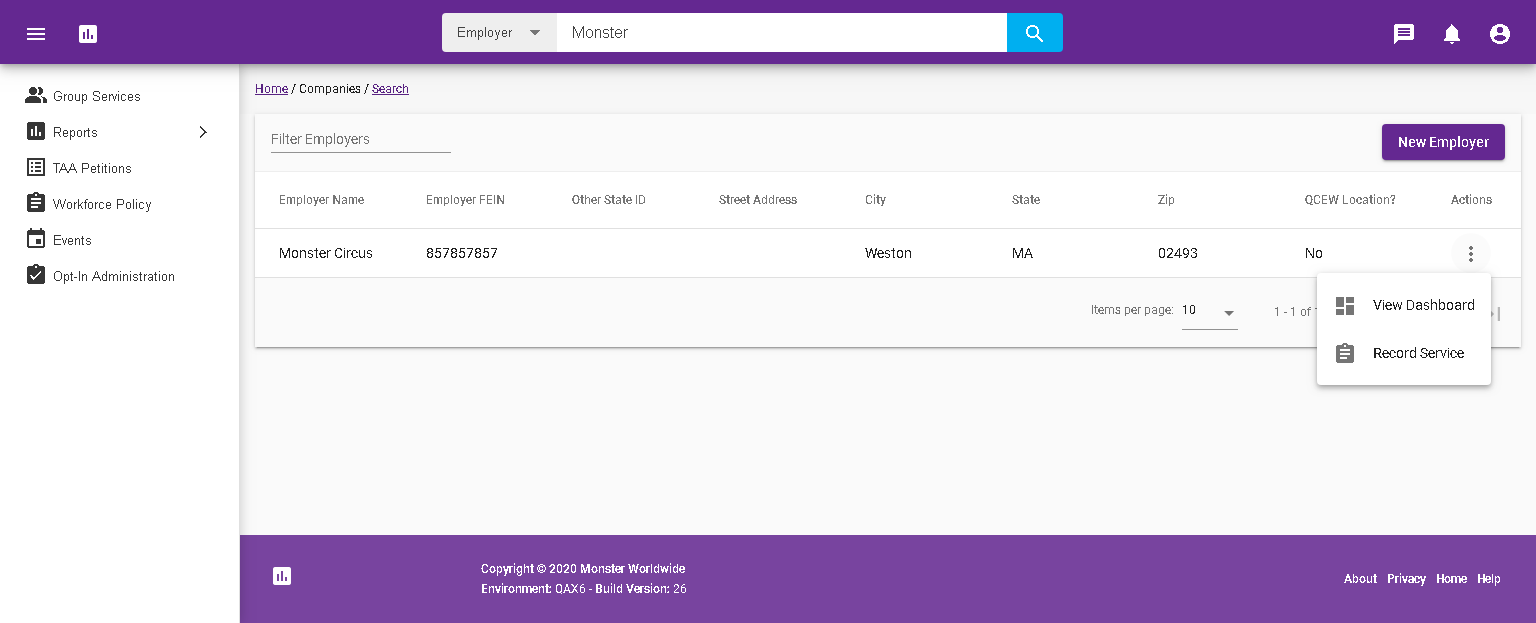 Employer
Monster
Group Services
Reports
TAA Petitions
Workforce Policy
Events
Opt-In Administration
Home / Companies / Search
Filter Employers
New Employer
Employer Name Employer FEIN Other State ID Street Address City State Zip QCEW Location? Actions
Monster Circus 857857857 Weston MA 02493 No
Items per page: 10 1 - 1 of
View Dashboard
Record Service
Copyright © 2020 Monster Worldwide
Environment: QAX6 - Build Version: 26
About Privacy Home Help